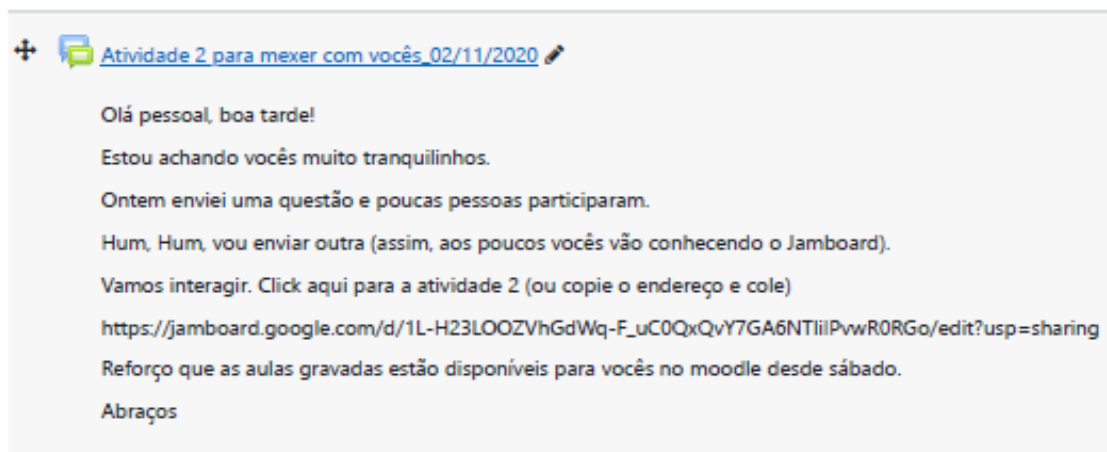 Atividade 2 para mexer com vocês_02/11/2020
Olá pessoal, boa tarde!
Estou achando vocês muito tranquilinhos.
Ontem enviei uma questão e poucas pessoas participaram.
Hum, Hum, vou enviar outra (assim, aos poucos vocês vão conhecendo o Jamboard).
Vamos interagir. Click aqui para a atividade 2 (ou copie o endereço e cole)
https://jamboard.google.com/d/1L-H23LOOZVhGdWq-F_uC0QxQvY7GA6NTIiIPvwR0RGo/edit?usp=sharing
Reforço que as aulas gravadas estão disponíveis para vocês no moodle desde sábado.
Abraços